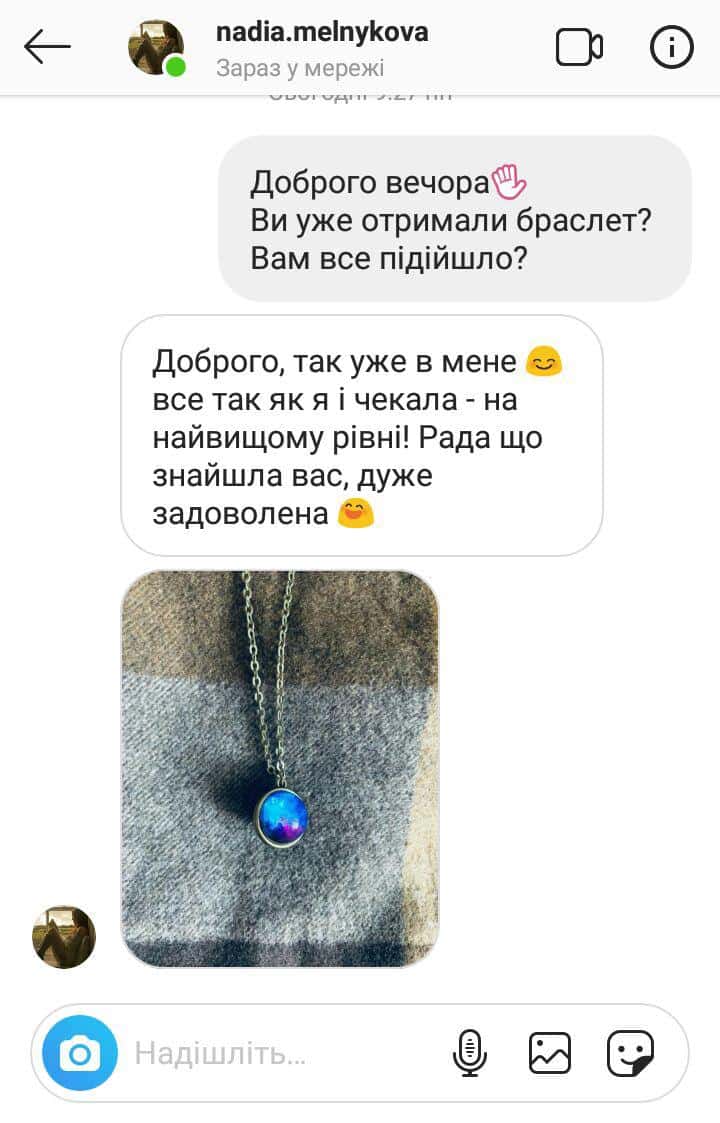 nadia.melnykova
Зараз у мережі
Доброго вечора
Ви уже отримали браслет?
Вам все підійшло?
Доброго, так уже в мене 😊
все так як я і чекала - на
найвищому рівні! Рада що
знайшла вас, дуже
задоволена 😄
Надішліть...